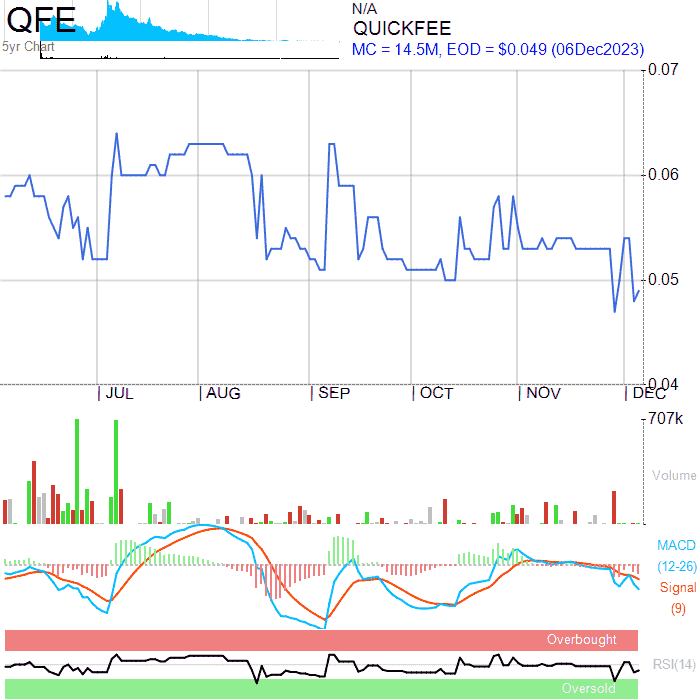 QFE
5yr Chart
N/A
QUICKFEE
MC = 14.5M, EOD = $0.049 (06Dec2023)
0.07
0.06
0.05
0.04
JUL AUG SEP OCT NOV DEC
707k
Volume
MACD
(12-26)
Signal
(9)
Overbought
RSI(14)
Oversold